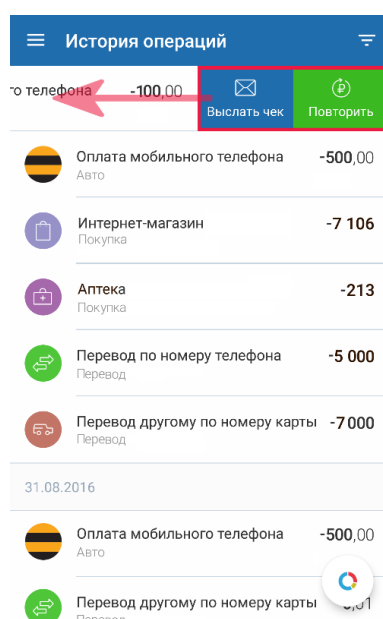 История операций
го телефона -100,00
Выслать чек Повторить
Оплата мобильного телефона -500,00
Авто
Интернет-магазин -7 106
Покупка
Аптека -213
Покупка
Перевод по номеру телефона -5 000
Перевод
Перевод другому по номеру карты -7 000
Перевод
31.08.2016
Оплата мобильного телефона -500,00
Авто
Перевод другому по номеру карты
Перевод